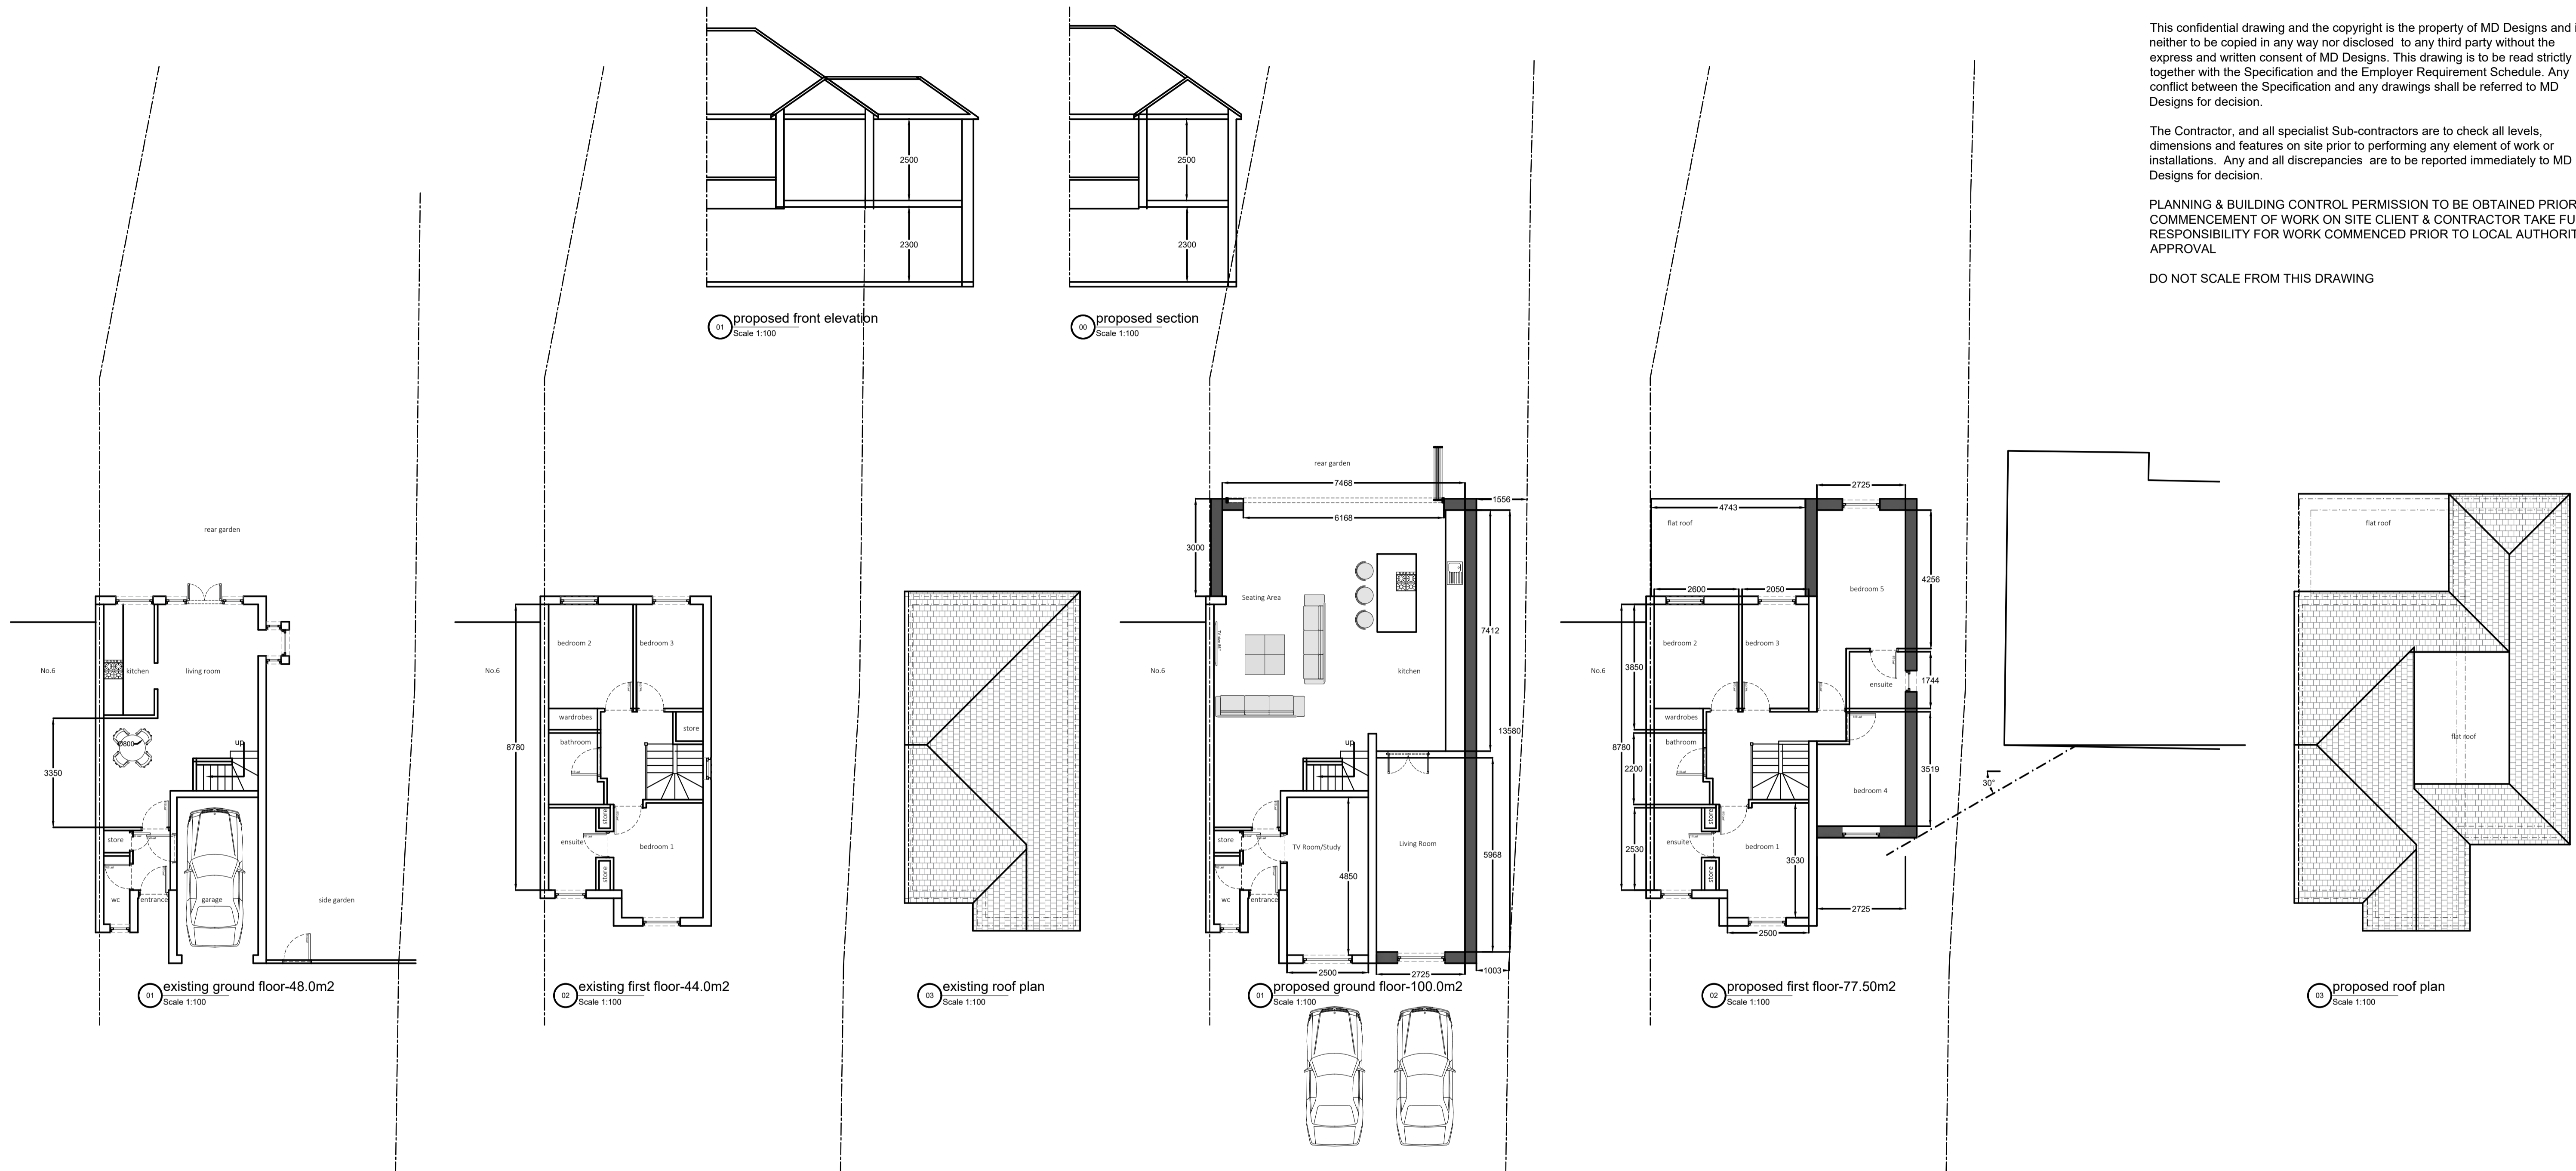 This confidential drawing and the copyright is the property of MD Designs and i
neither to be copied in any way nor disclosed to any third party without the
express and written consent of MD Designs. This drawing is to be read strictly
together with the Specification and the Employer Requirement Schedule. Any
conflict between the Specification and any drawings shall be referred to MD
Designs for decision.
The Contractor, and all specialist Sub-contractors are to check all levels,
dimensions and features on site prior to performing any element of work or
installations. Any and all discrepancies are to be reported immediately to MD
Designs for decision.
PLANNING & BUILDING CONTROL PERMISSION TO BE OBTAINED PRIOR
COMMENCEMENT OF WORK ON SITE CLIENT & CONTRACTOR TAKE FU
RESPONSIBILITY FOR WORK COMMENCED PRIOR TO LOCAL AUTHORIT
APPROVAL
DO NOT SCALE FROM THIS DRAWING
2500
2300
01
proposed front elevation
Scale 1:100
2500
2300
00
proposed section
Scale 1:100
rear garden
No.6
kitchen
living room
3350
up
store
wc
entrance
garage
side garden
01
existing ground floor-48.0m2
Scale 1:100
No.6
bedroom 2
bedroom 3
wardrobes
store
bathroom
8780
store
ensuite
bedroom 1
store
02
existing first floor-44.0m2
Scale 1:100
03
existing roof plan
Scale 1:100
rear garden
7468
1556
6168
3000
Seating Area
7412
No.6
kitchen
13580
up
store
TV Room/Study
Living Room
5968
4850
wc
entrance
2500
2725
1003
01
proposed ground floor-100.0m2
Scale 1:100
2725
4743
flat roof
4256
bedroom 5
2600
2050
No.6
bedroom 2
bedroom 3
3850
1744
ensuite
wardrobes
bathroom
8780
2200
3519
30°
bedroom 4
store
ensuite
bedroom 1
2530
3530
store
2725
2500
02
proposed first floor-77.50m2
Scale 1:100
flat roof
flat roof
03
proposed roof plan
Scale 1:100